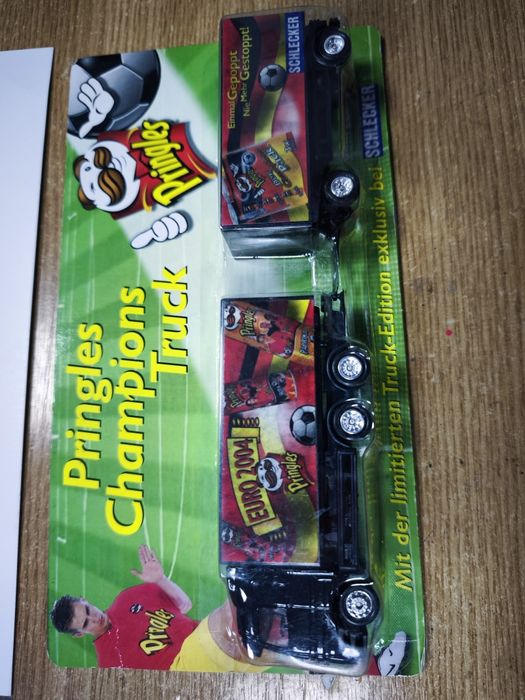 Pringles
Pringles
Champions
Truck
Einmal Gepoppt
Nie Mehr Gestoppt!
SCHLECKER
EURO 2004
Pringles
Pringles
Pringles
Mit der limitierten Truck-Edition exklusiv bei SCHLECKER